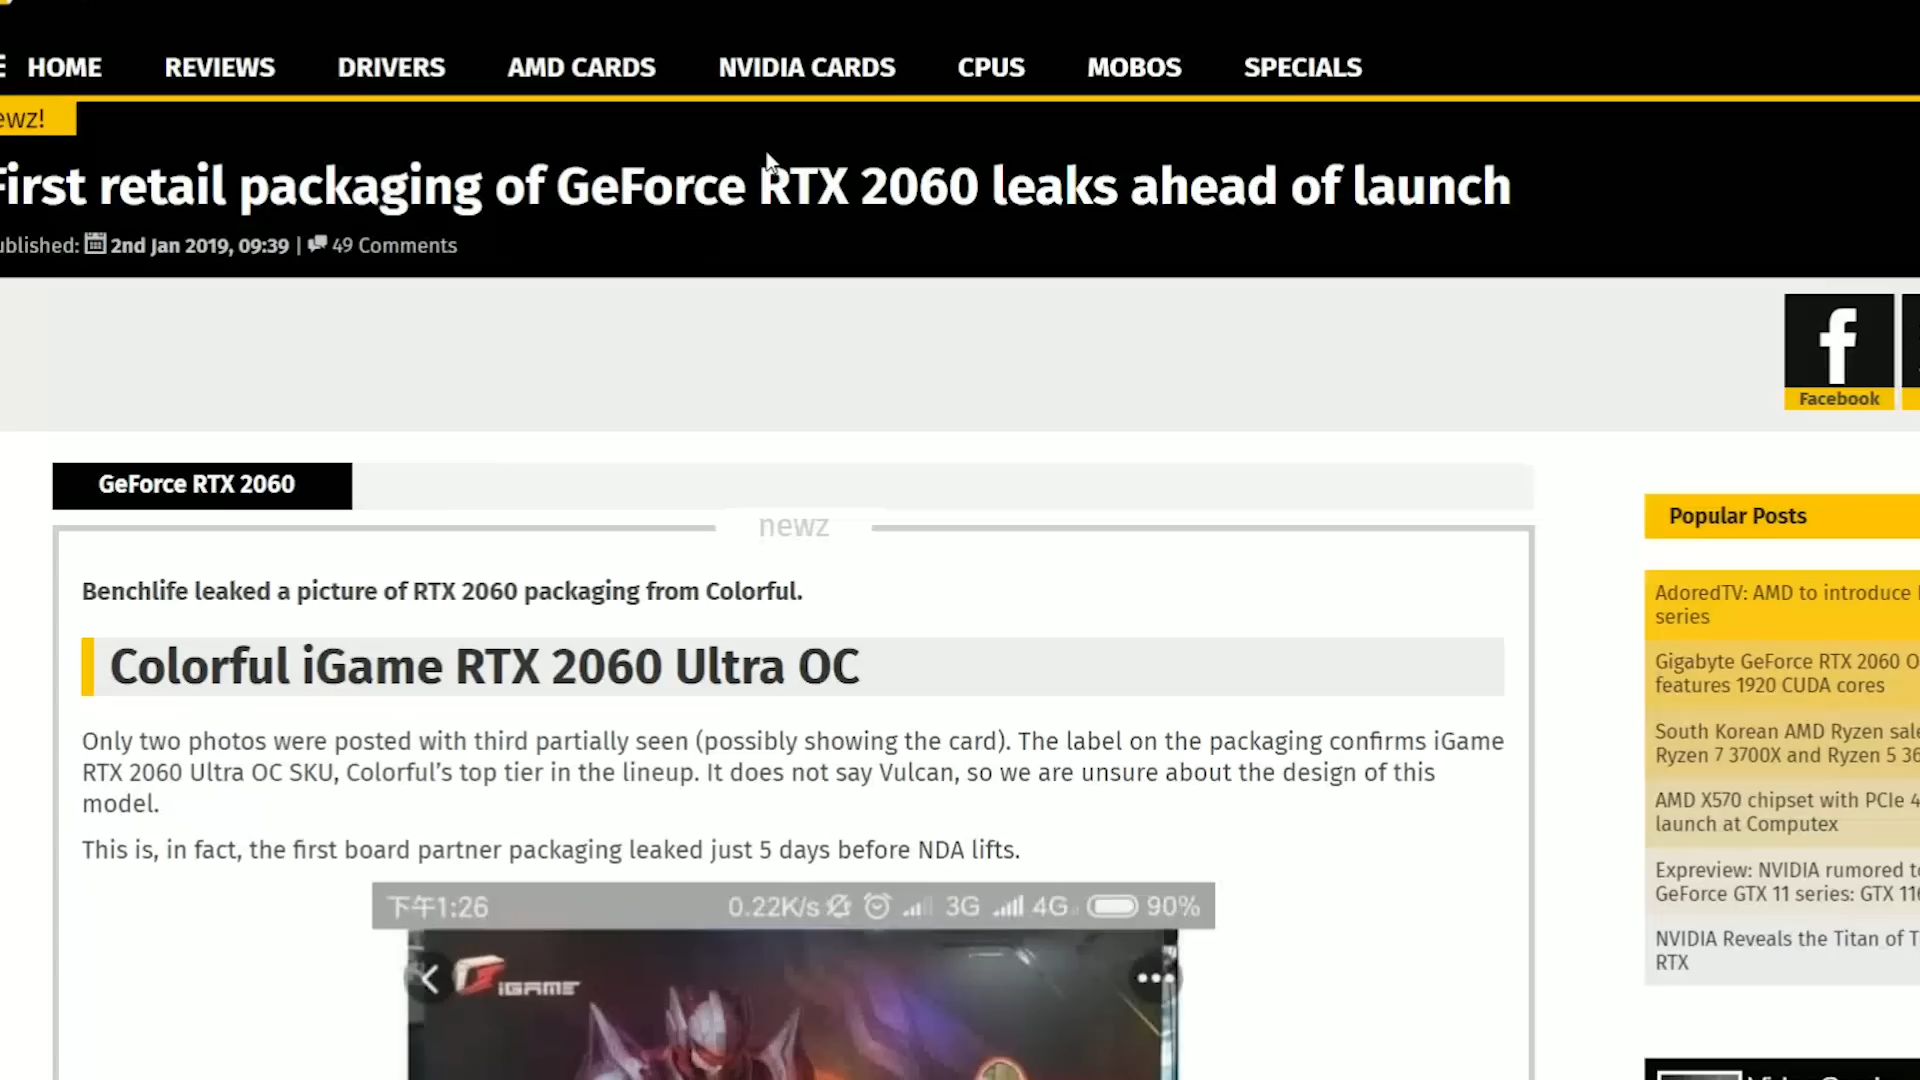 HOME REVIEWS DRIVERS AMD CARDS NVIDIA CARDS CPUS MOBOS SPECIALS
ewz!
First retail packaging of GeForce RTX 2060 leaks ahead of launch
ublished: 2nd Jan 2019, 09:39 | 49 Comments
Facebook
GeForce RTX 2060
newz
Benchlife leaked a picture of RTX 2060 packaging from Colorful.
Colorful iGame RTX 2060 Ultra OC
Only two photos were posted with third partially seen (possibly showing the card). The label on the packaging confirms iGame
RTX 2060 Ultra OC SKU, Colorful’s top tier in the lineup. It does not say Vulcan, so we are unsure about the design of this
model.
This is, in fact, the first board partner packaging leaked just 5 days before NDA lifts.
下午1:26 0.22K/s 3G 4G 90%
iGAME
Popular Posts
AdoredTV: AMD to introduce
series
Gigabyte GeForce RTX 2060 O
features 1920 CUDA cores
South Korean AMD Ryzen sale
Ryzen 7 3700X and Ryzen 5 36
AMD X570 chipset with PCIe 4
launch at Computex
Expreview: NVIDIA rumored to
GeForce GTX 11 series: GTX 116
NVIDIA Reveals the Titan of T
RTX